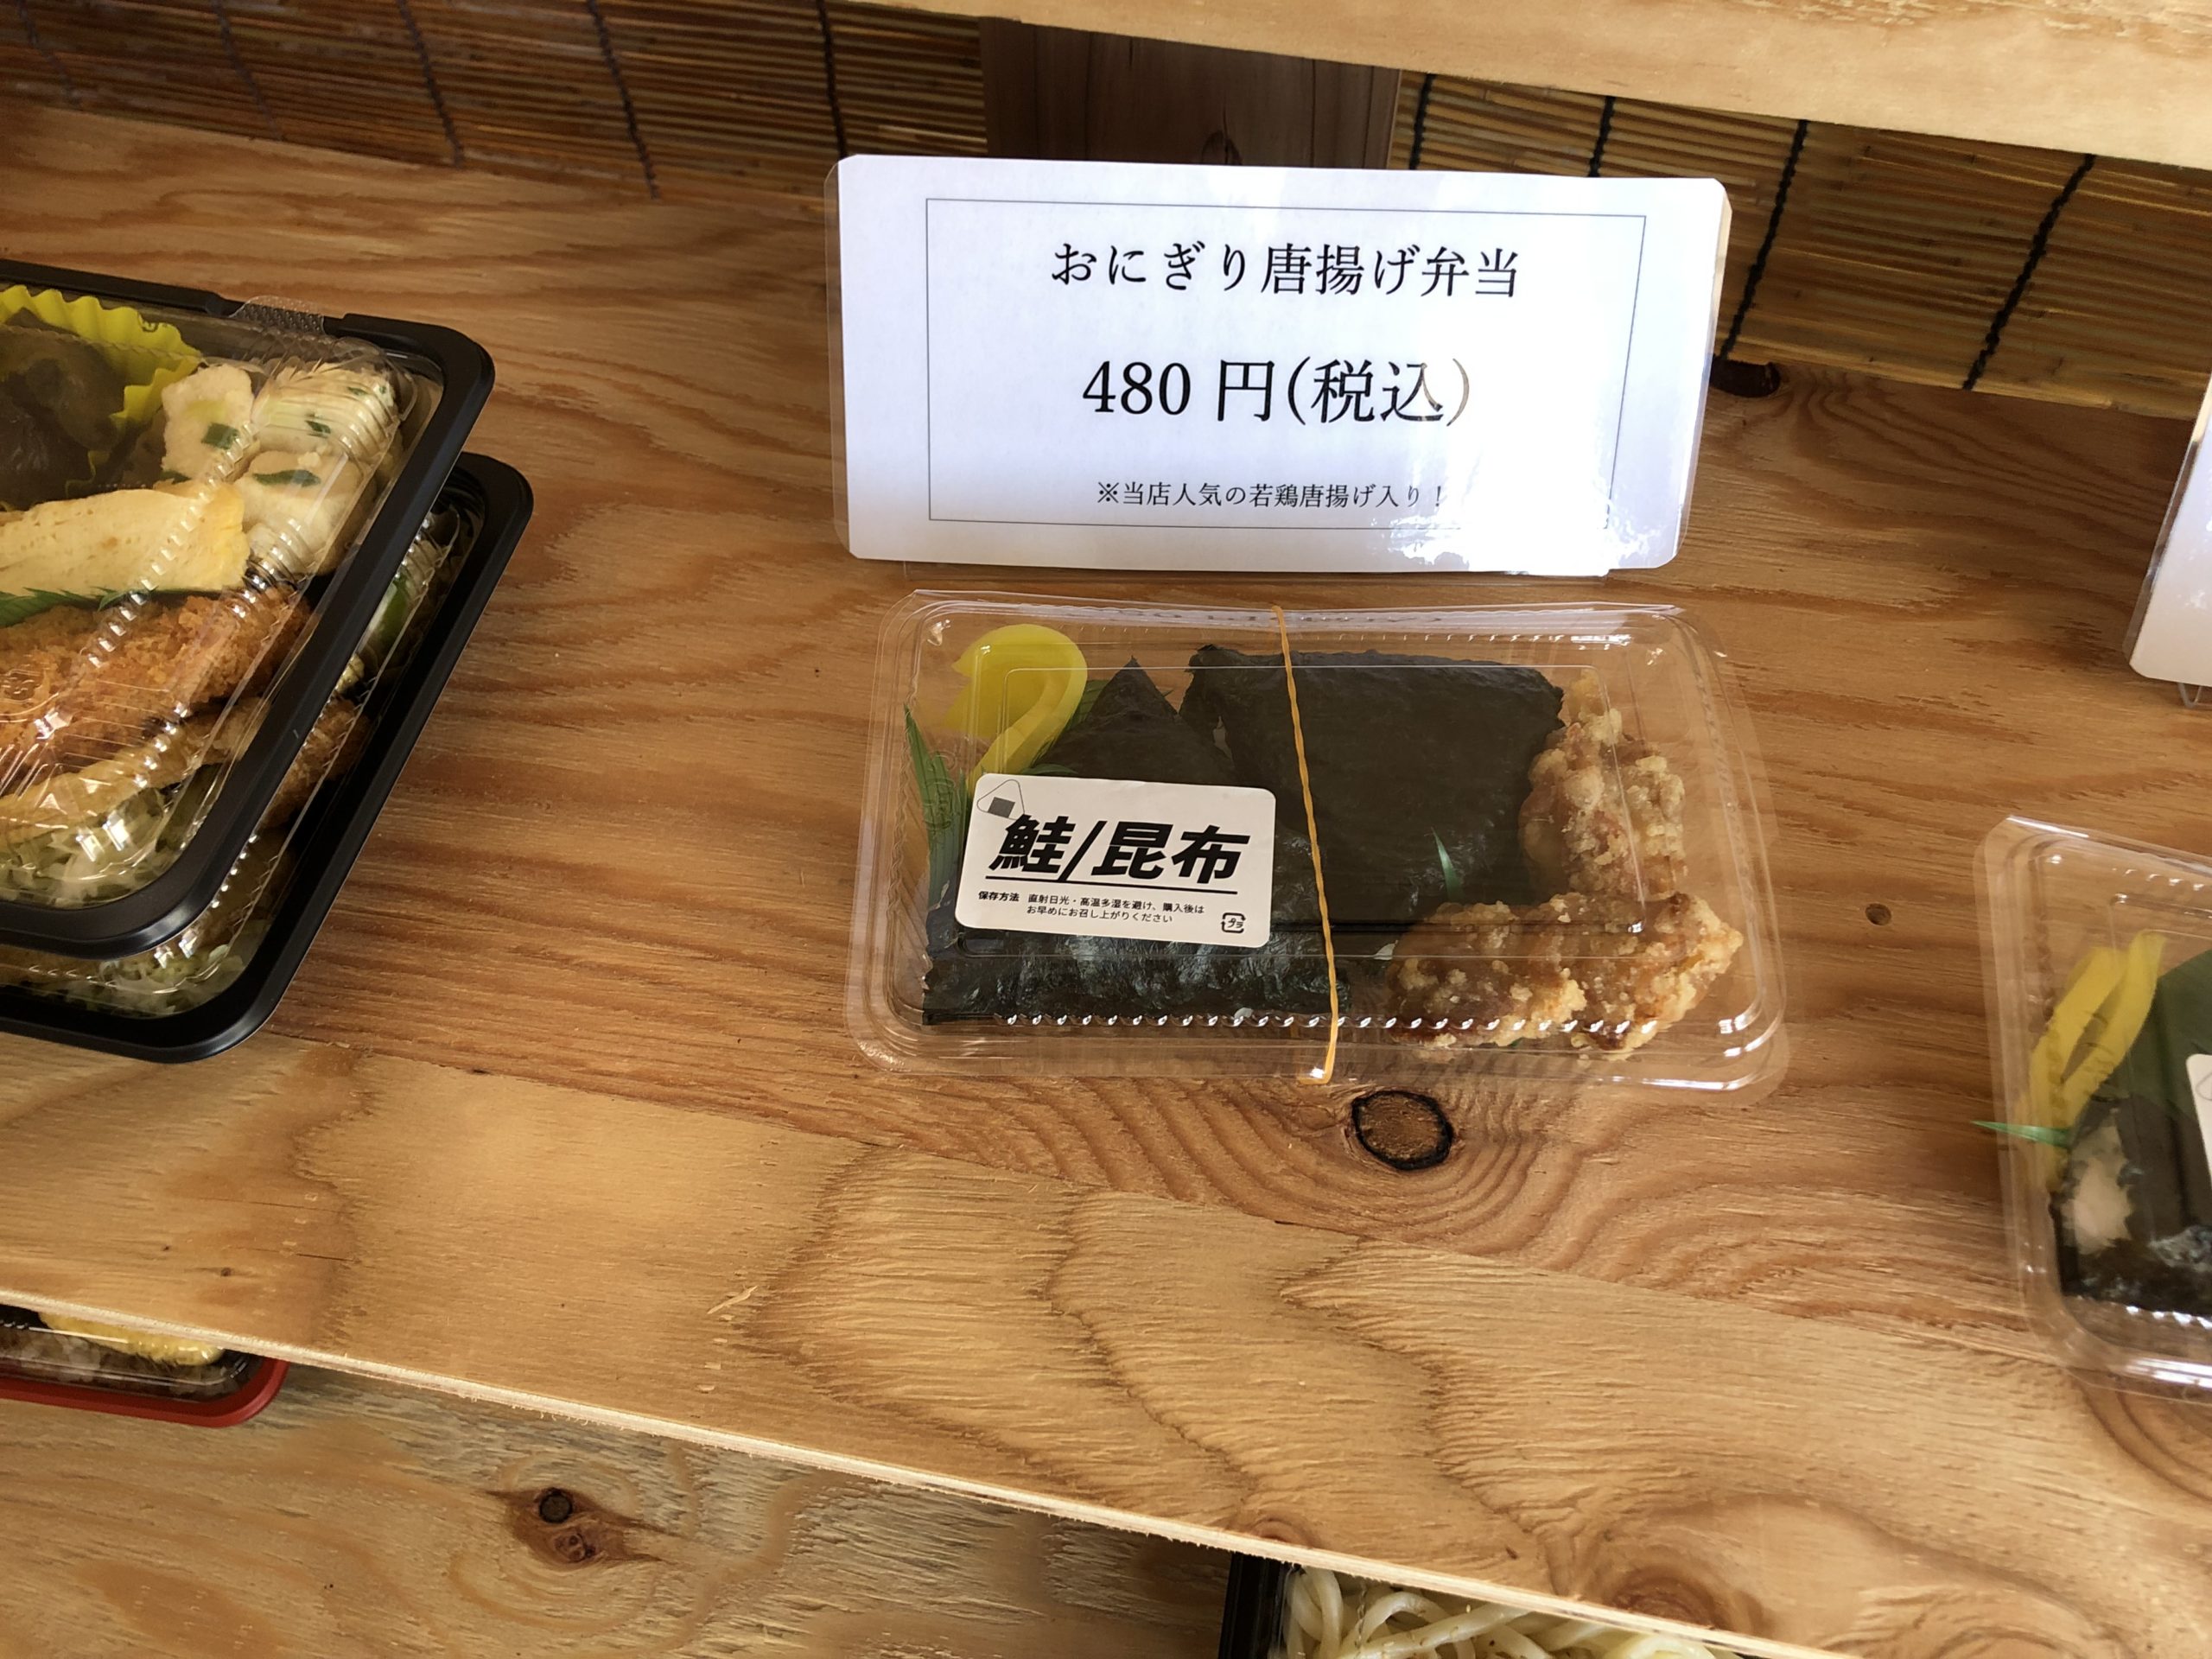 おにぎり唐揚げ弁当
480 円(税込)
※当店人気の若鶏唐揚げ入り！
鮭/昆布
保存方法 直射日光・高温多湿を避け、購入後は
お早めにお召し上がりください
プラ